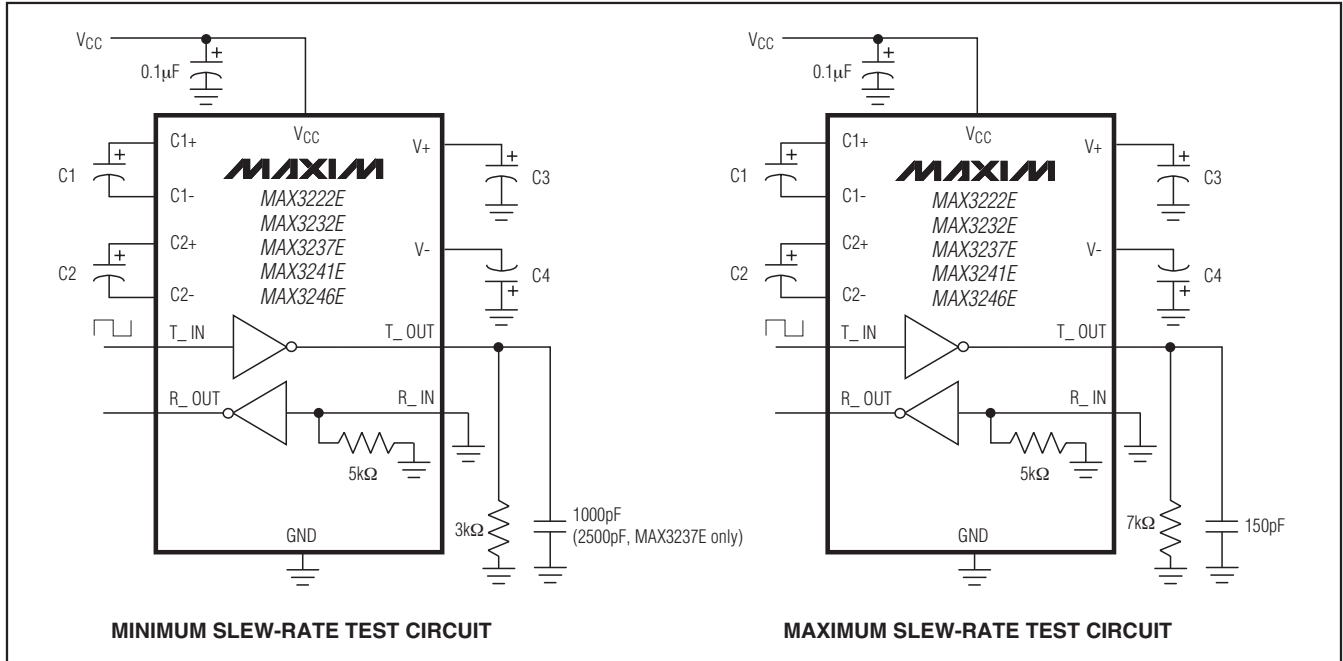 VCC
0.1µF
+
VCC
C1+
V+
+
C1
+
C3
C1-
MAXIM
MAX3222E
MAX3232E
MAX3237E
MAX3241E
MAX3246E
C2+
V-
+
C2
C4
+
C2-
T_ IN
T_ OUT
R_ OUT
R_ IN
5kΩ
3kΩ
1000pF
(2500pF, MAX3237E only)
GND
MINIMUM SLEW-RATE TEST CIRCUIT
VCC
0.1µF
+
VCC
C1+
V+
+
C1
+
C3
C1-
MAXIM
MAX3222E
MAX3232E
MAX3237E
MAX3241E
MAX3246E
C2+
V-
+
C2
C4
+
C2-
T_ IN
T_ OUT
R_ OUT
R_ IN
5kΩ
7kΩ
150pF
GND
MAXIMUM SLEW-RATE TEST CIRCUIT